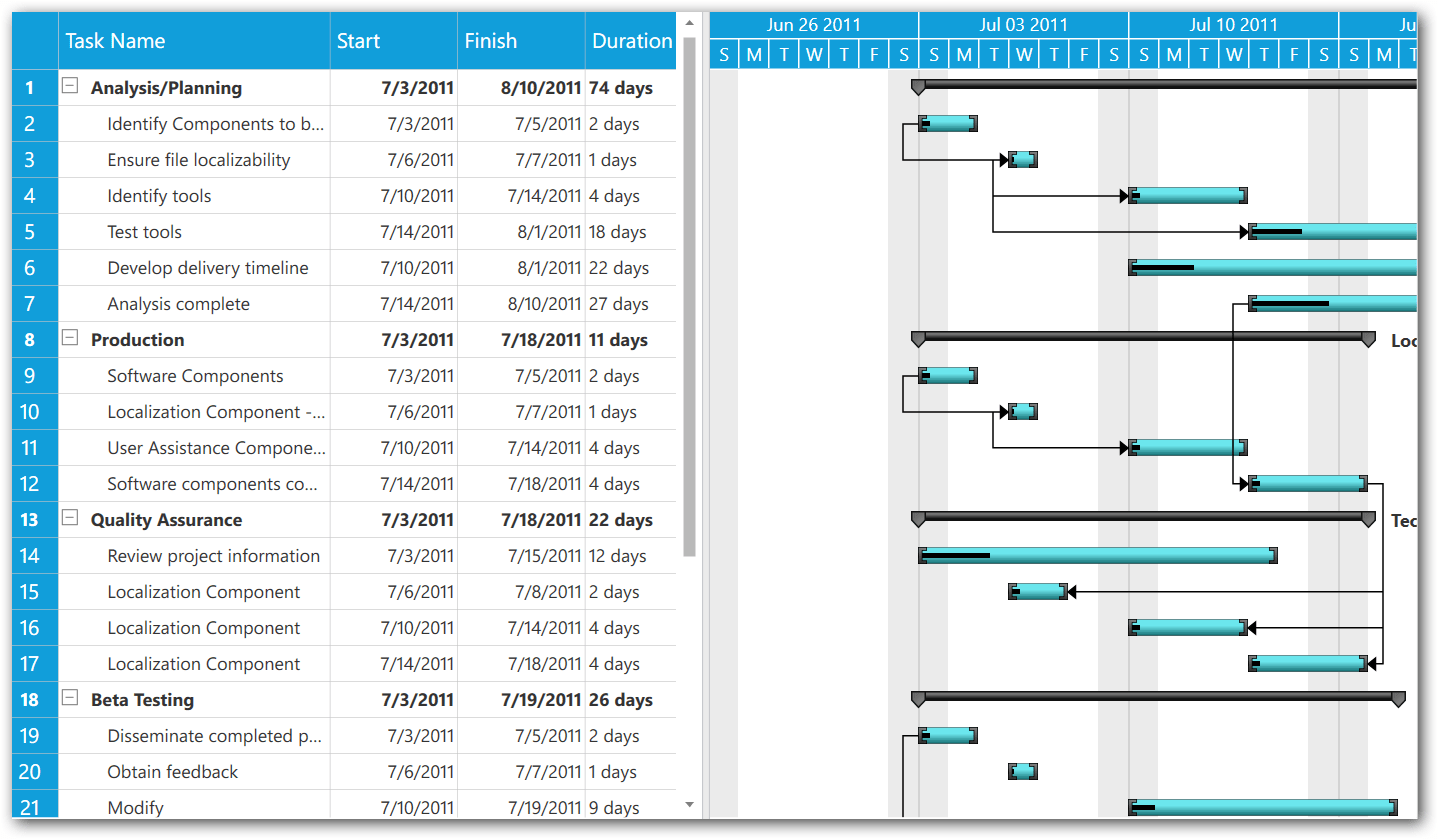 Task Name Start Finish Duration
Jun 26 2011 Jul 03 2011 Jul 10 2011 Ju
S M T W T F S S M T W T F S S M T W T F S S M T
1 Analysis/Planning 7/3/2011 8/10/2011 74 days
2 Identify Components to b... 7/3/2011 7/5/2011 2 days
3 Ensure file localizability 7/6/2011 7/7/2011 1 days
4 Identify tools 7/10/2011 7/14/2011 4 days
5 Test tools 7/14/2011 8/1/2011 18 days
6 Develop delivery timeline 7/10/2011 8/1/2011 22 days
7 Analysis complete 7/14/2011 8/10/2011 27 days
8 Production 7/3/2011 7/18/2011 11 days Loc
9 Software Components 7/3/2011 7/5/2011 2 days
10 Localization Component -... 7/6/2011 7/7/2011 1 days
11 User Assistance Compone... 7/10/2011 7/14/2011 4 days
12 Software components co... 7/14/2011 7/18/2011 4 days
13 Quality Assurance 7/3/2011 7/18/2011 22 days Tec
14 Review project information 7/3/2011 7/15/2011 12 days
15 Localization Component 7/6/2011 7/8/2011 2 days
16 Localization Component 7/10/2011 7/14/2011 4 days
17 Localization Component 7/14/2011 7/18/2011 4 days
18 Beta Testing 7/3/2011 7/19/2011 26 days
19 Disseminate completed p... 7/3/2011 7/5/2011 2 days
20 Obtain feedback 7/6/2011 7/7/2011 1 days
21 Modify 7/10/2011 7/19/2011 9 days